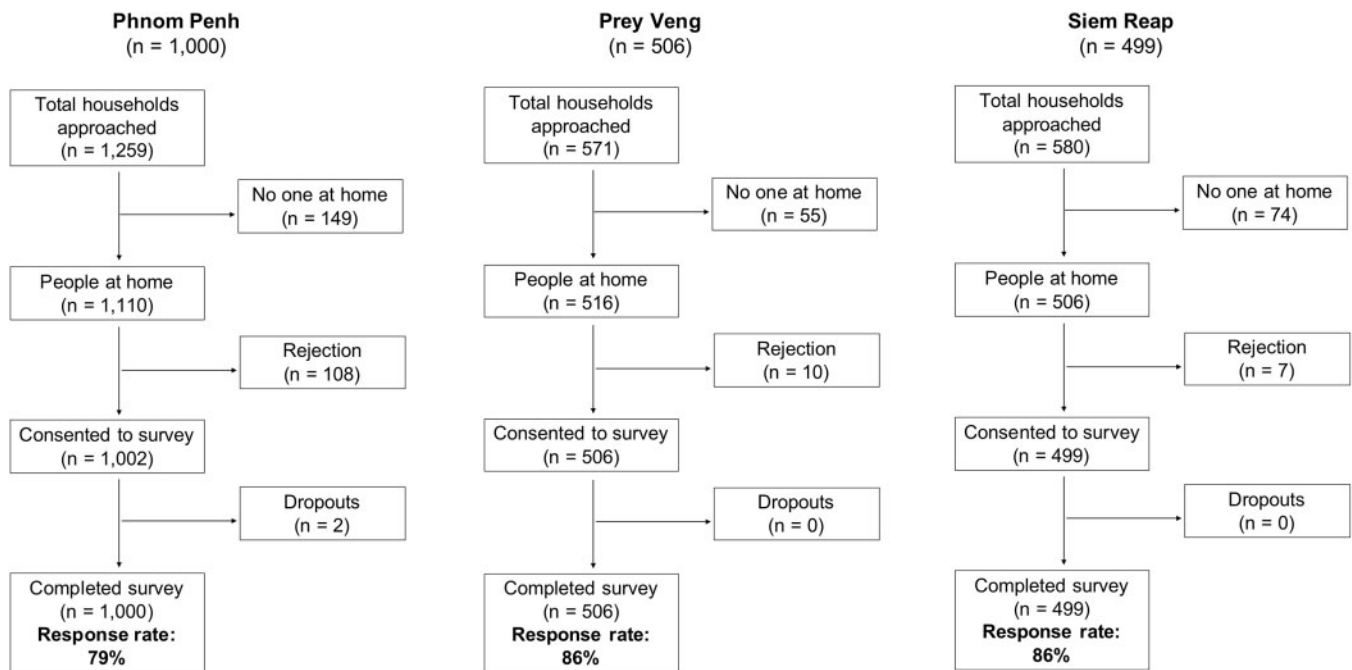 Phnom Penh
(n = 1,000)
Total households
approached
(n = 1,259)
No one at home
(n = 149)
People at home
(n = 1,110)
Rejection
(n = 108)
Consented to survey
(n = 1,002)
Dropouts
(n = 2)
Completed survey
(n = 1,000)
Response rate:
79%
Prey Veng
(n = 506)
Total households
approached
(n = 571)
No one at home
(n = 55)
People at home
(n = 516)
Rejection
(n = 10)
Consented to survey
(n = 506)
Dropouts
(n = 0)
Completed survey
(n = 506)
Response rate:
86%
Siem Reap
(n = 499)
Total households
approached
(n = 580)
No one at home
(n = 74)
People at home
(n = 506)
Rejection
(n = 7)
Consented to survey
(n = 499)
Dropouts
(n = 0)
Completed survey
(n = 499)
Response rate:
86%